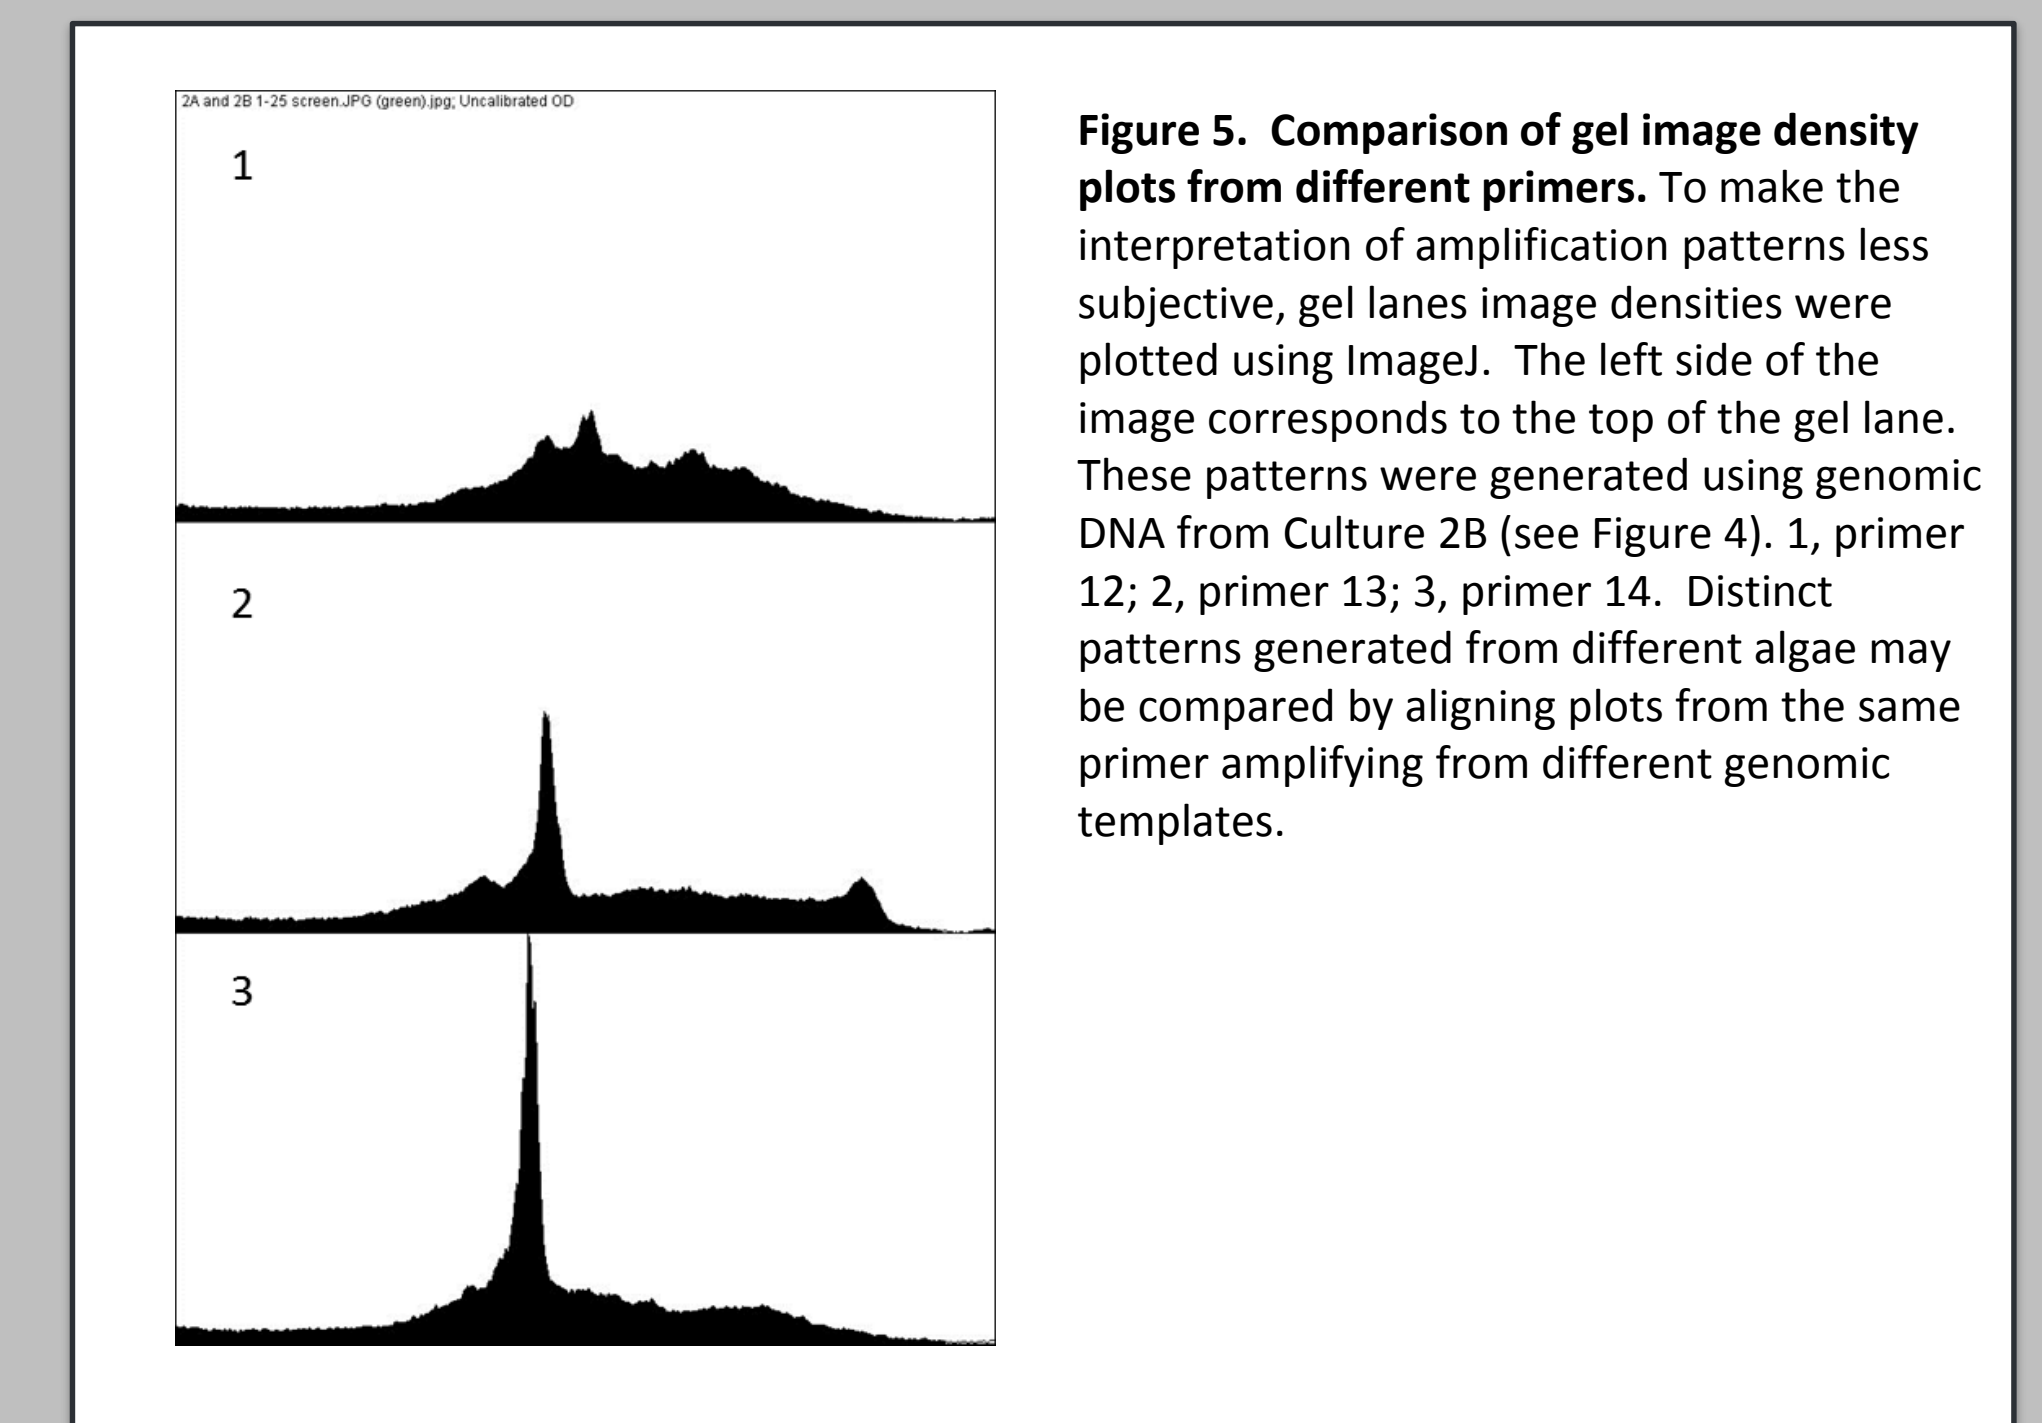 2A and 2B 1-25 screen.JPG (green).jpg; Uncalibrated OD
1
2
3
Figure 5.  Comparison of gel image density
plots from different primers. To make the
interpretation of amplification patterns less
subjective, gel lanes image densities were
plotted using ImageJ.  The left side of the
image corresponds to the top of the gel lane.
These patterns were generated using genomic
DNA from Culture 2B (see Figure 4). 1, primer
12; 2, primer 13; 3, primer 14.  Distinct
patterns generated from different algae may
be compared by aligning plots from the same
primer amplifying from different genomic
templates.